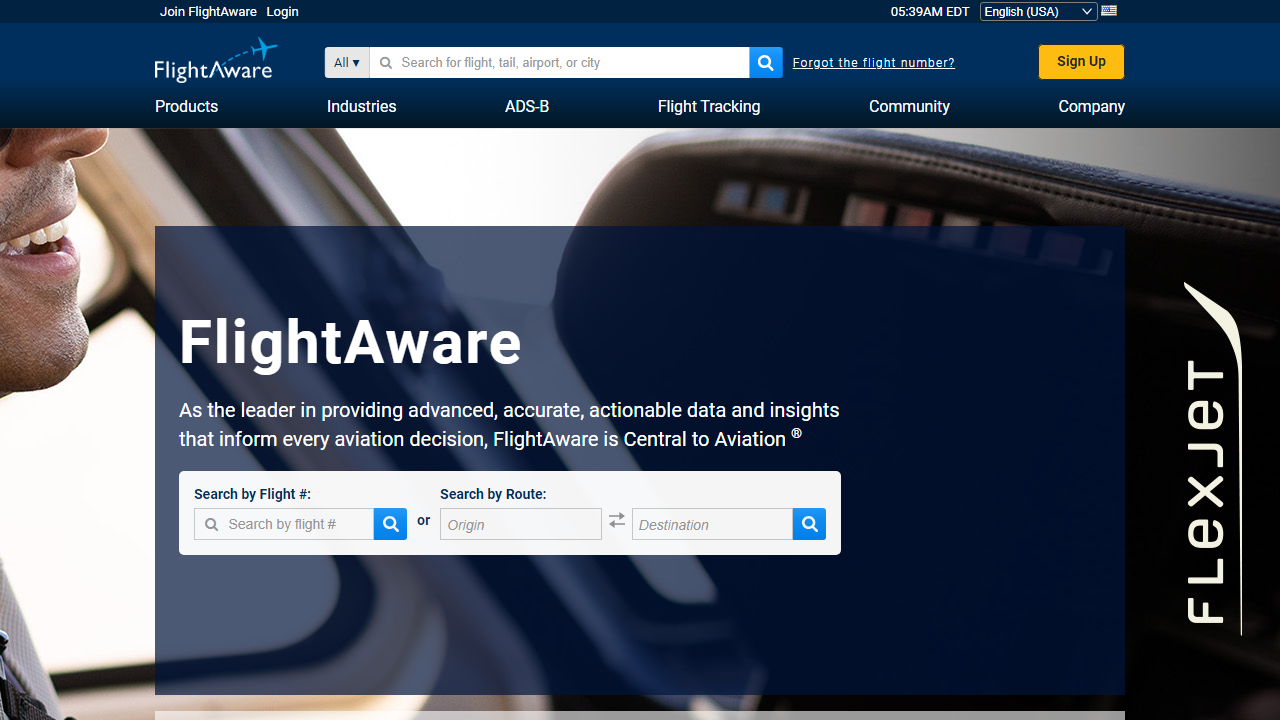 Join FlightAware Login 05:39AM EDT English (USA)
FlightAware
All ▾ Search for flight, tail, airport, or city Forgot the flight number? Sign Up
Products Industries ADS-B Flight Tracking Community Company
FlightAware
As the leader in providing advanced, accurate, actionable data and insights
that inform every aviation decision, FlightAware is Central to Aviation ®
Search by Flight #: Search by Route:
Search by flight # or Origin Destination
FLEXJET